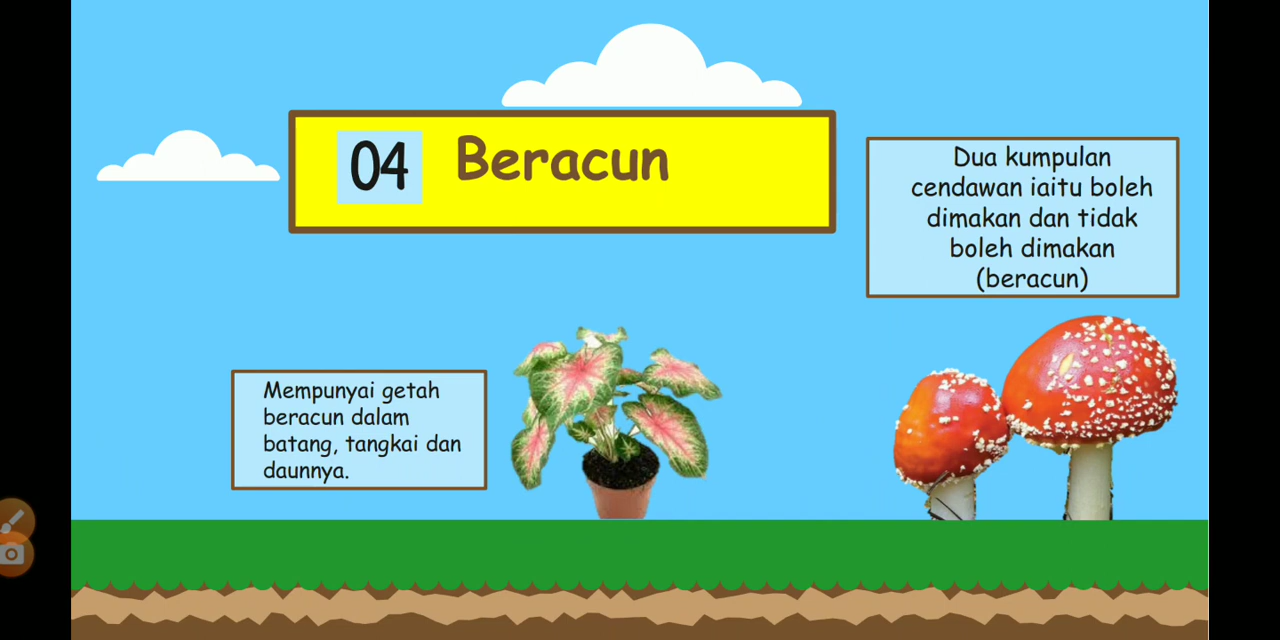 04 Beracun
Dua kumpulan
cendawan iaitu boleh
dimakan dan tidak
boleh dimakan
(beracun)
Mempunyai getah
beracun dalam
batang, tangkai dan
daunnya.